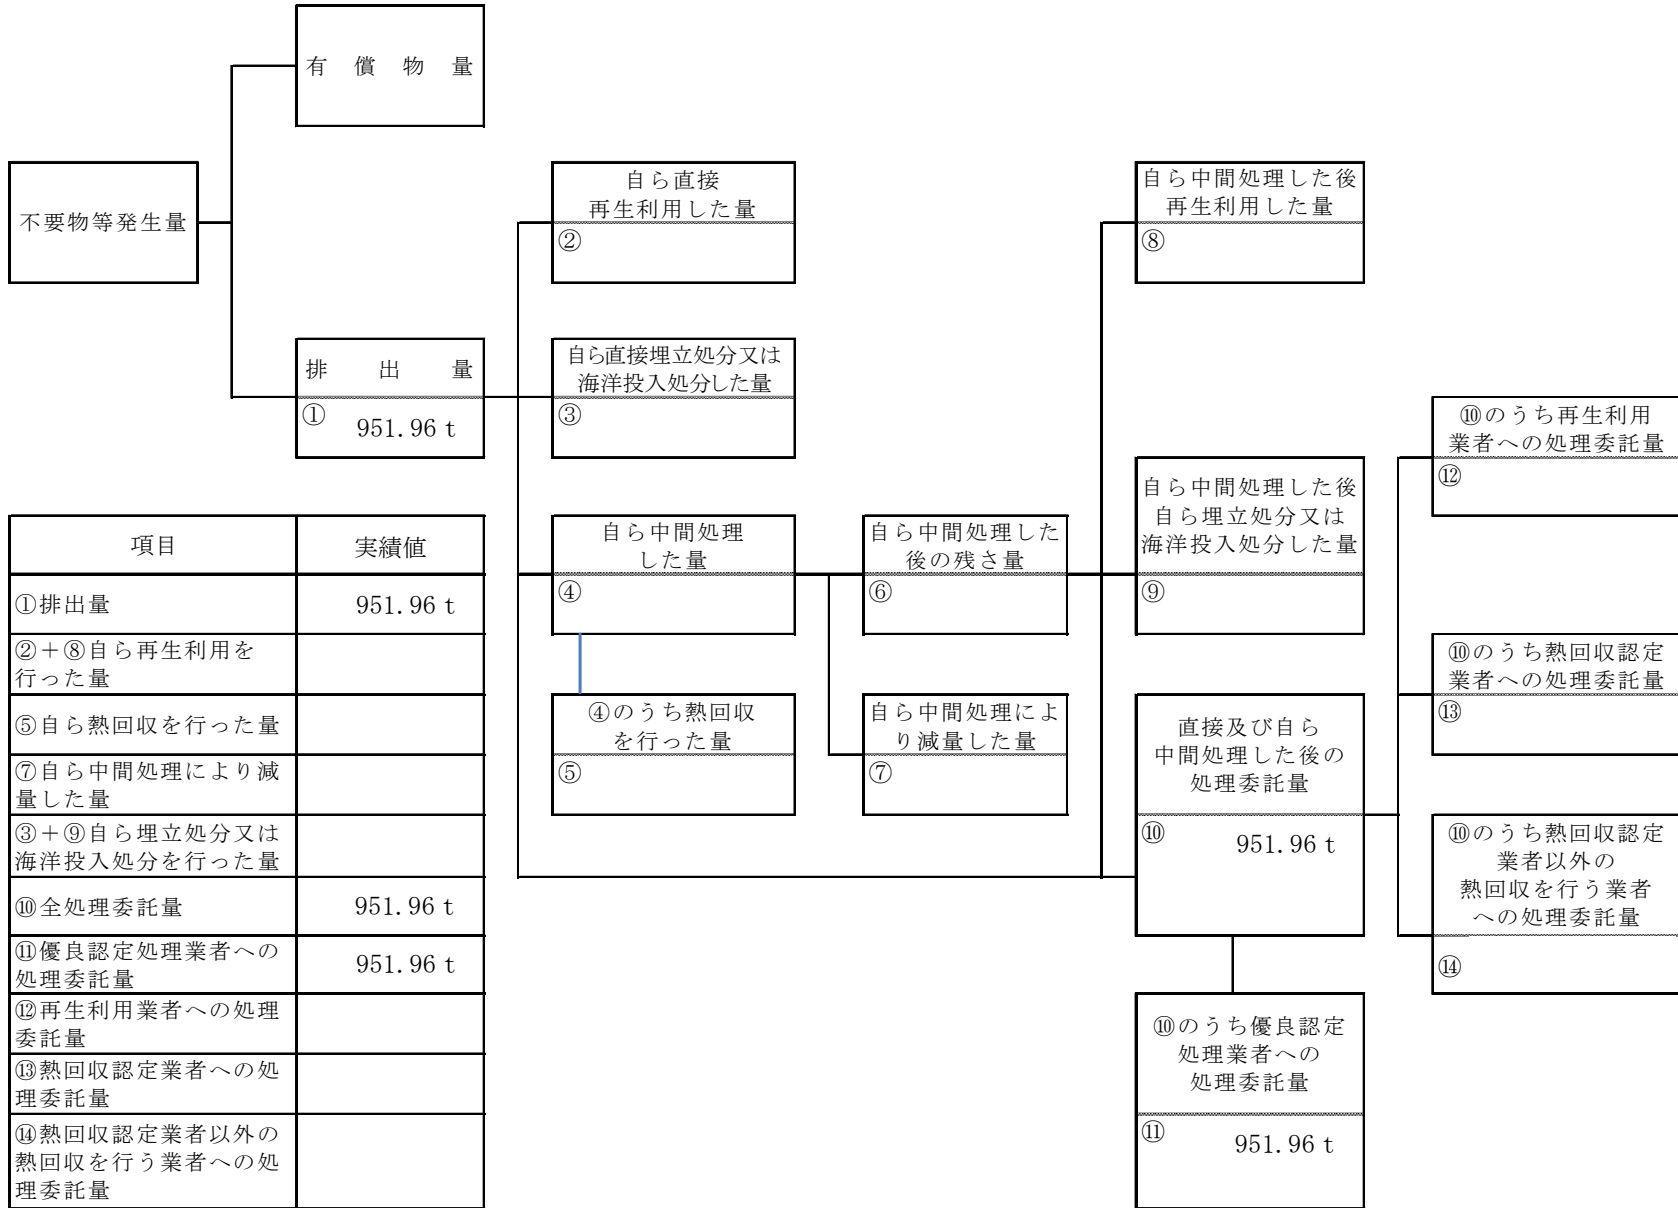 有償物量
不要物等発生量
排出量
① 951.96 t
自ら直接
再生利用した量
②
自ら直接埋立処分又は
海洋投入処分した量
③
自ら中間処理
した量
④
④のうち熱回収
を行った量
⑤
自ら中間処理した
後の残さ量
⑥
自ら中間処理によ
り減量した量
⑦
自ら中間処理した後
再生利用した量
⑧
自ら中間処理した後
自ら埋立処分又は
海洋投入処分した量
⑨
直接及び自ら
中間処理した後の
処理委託量
⑩ 951.96 t
⑩のうち優良認定
処理業者への
処理委託量
⑪ 951.96 t
⑩のうち再生利用
業者への処理委託量
⑫
⑩のうち熱回収認定
業者への処理委託量
⑬
⑩のうち熱回収認定
業者以外の
熱回収を行う業者
への処理委託量
⑭
項目 実績値
①排出量 951.96 t
②+⑧自ら再生利用を
行った量
⑤自ら熱回収を行った量
⑦自ら中間処理により減
量した量
③+⑨自ら埋立処分又は
海洋投入処分を行った量
⑩全処理委託量 951.96 t
⑪優良認定処理業者への
処理委託量 951.96 t
⑫再生利用業者への処理
委託量
⑬熱回収認定業者への処
理委託量
⑭熱回収認定業者以外の
熱回収を行う業者への処
理委託量